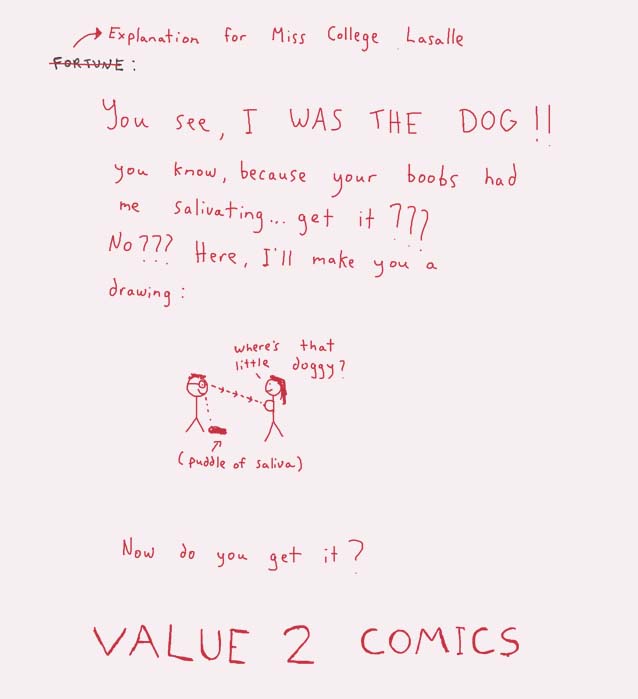 Explanation for Miss College Lasalle
FORTUNE:
You see, I WAS THE DOG!!
you know, because your boobs had
me salivating... get it???
No??? Here, I'll make you a
drawing:
where's that
little doggy?
(puddle of saliva)
Now do you get it?
VALUE 2 COMICS